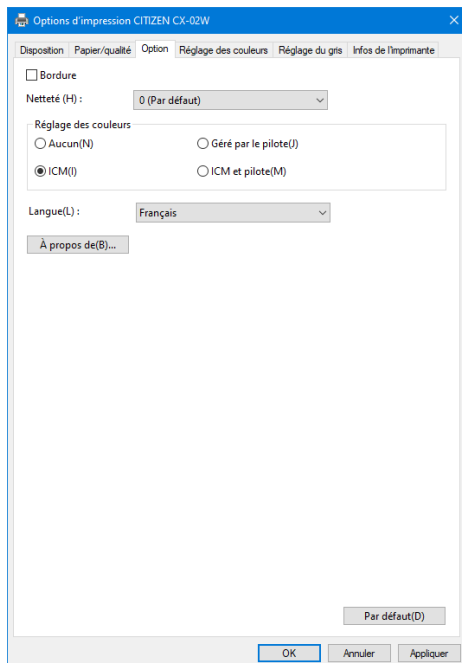 Options d'impression CITIZEN CX-02W
Disposition Papier/qualité Option Réglage des couleurs Réglage du gris Infos de l'imprimante
Bordure
Netteté (H) : 0 (Par défaut)
Réglage des couleurs
Aucun(N) Géré par le pilote(J)
ICM(I) ICM et pilote(M)
Langue(L) : Français
À propos de(B)...
Par défaut(D)
OK Annuler Appliquer